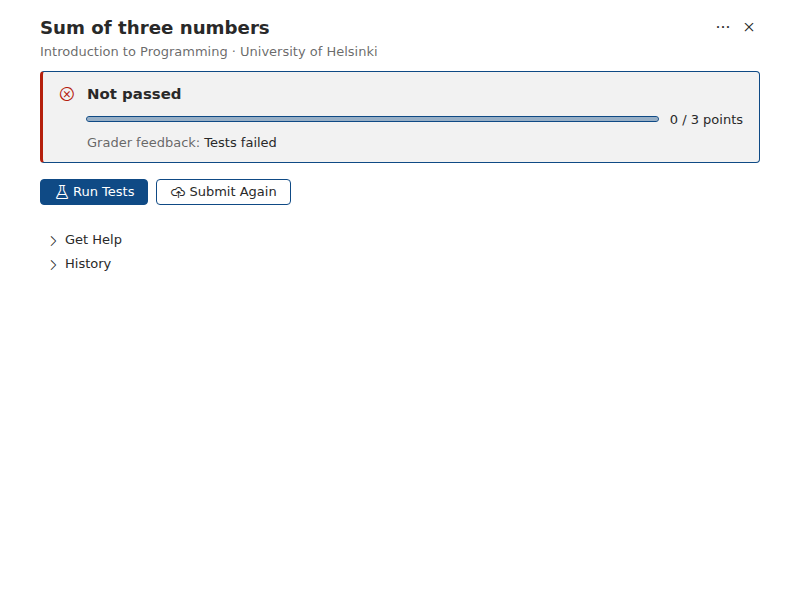 Sum of three numbers
Introduction to Programming · University of Helsinki
Not passed
0 / 3 points
Grader feedback: Tests failed
Run Tests
Submit Again
Get Help
History